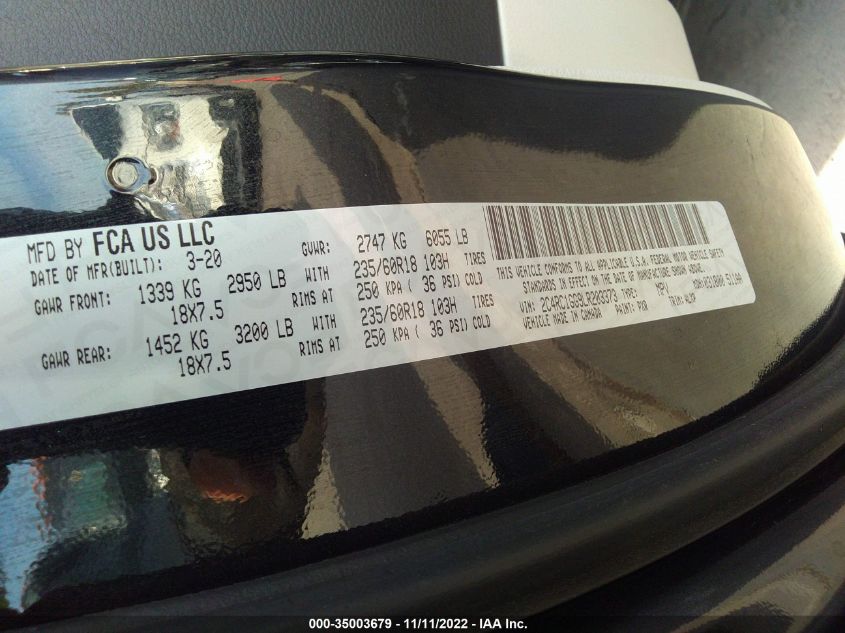 MFD BY FCA US LLC
DATE OF MFR(BUILT): 3-20
GVWR: 2747 KG 6055 LB
GAWR FRONT: 1339 KG 2950 LB WITH 235/60R18 103H TIRES
18X7.5 RIMS AT 250 KPA ( 36 PSI) COLD
GAWR REAR: 1452 KG 3200 LB WITH 235/60R18 103H TIRES
18X7.5 RIMS AT 250 KPA ( 36 PSI) COLD
THIS VEHICLE CONFORMS TO ALL APPLICABLE U.S.A. FEDERAL MOTOR VEHICLE SAFETY
STANDARDS IN EFFECT ON THE DATE OF MANUFACTURE SHOWN ABOVE.
VIN: TYPE: MPV
VEHICLE MADE IN CANADA PAINT: PXR TRIM:
000-35003679 - 11/11/2022 - IAA Inc.